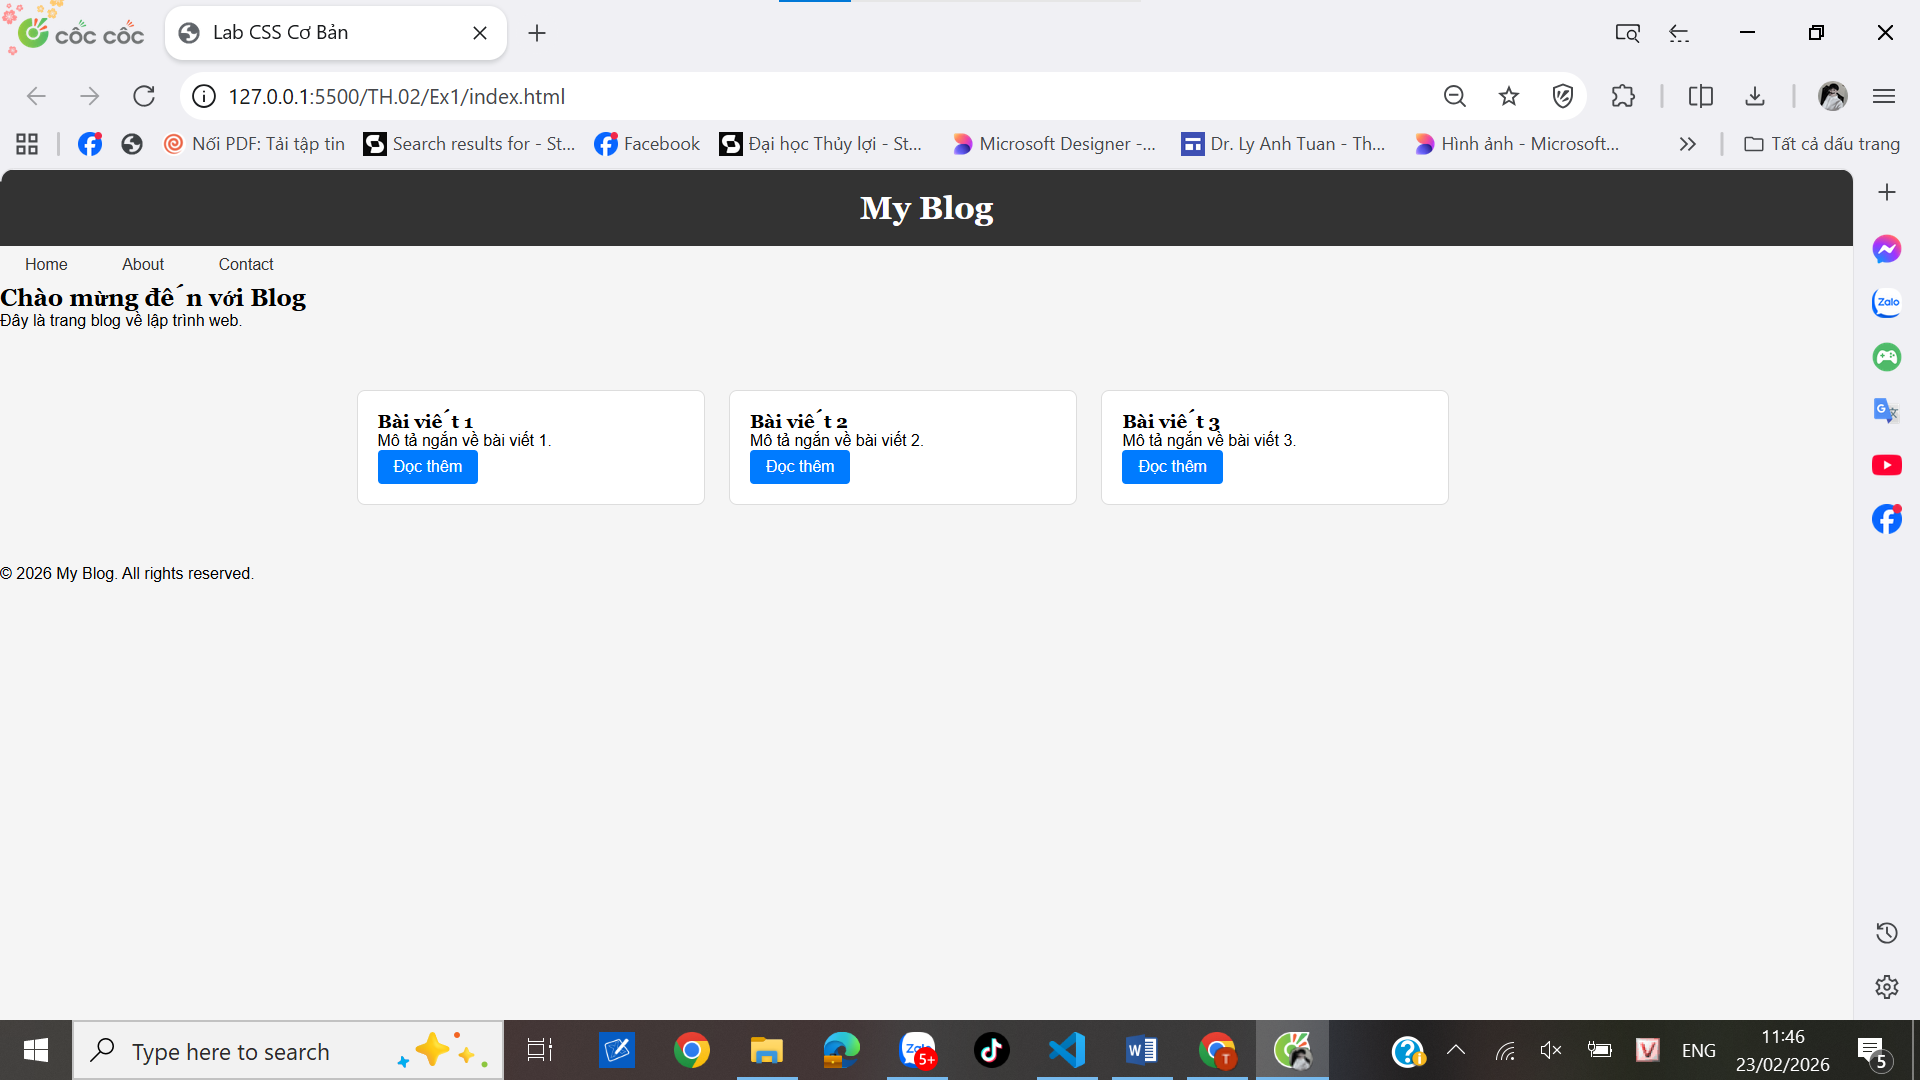 cốc cốc
Lab CSS Cơ Bản
127.0.0.1:5500/TH.02/Ex1/index.html
Nối PDF: Tải tập tin
Search results for - St...
Facebook
Đại học Thủy lợi - St...
Microsoft Designer -...
Dr. Ly Anh Tuan - Th...
Hình ảnh - Microsoft...
Tất cả dấu trang
My Blog
Home About Contact
Chào mừng đến với Blog
Đây là trang blog về lập trình web.
Bài viết 1
Mô tả ngắn về bài viết 1.
Đọc thêm
Bài viết 2
Mô tả ngắn về bài viết 2.
Đọc thêm
Bài viết 3
Mô tả ngắn về bài viết 3.
Đọc thêm
© 2026 My Blog. All rights reserved.
Zalo
Type here to search
Zalo
5+
T
V
ENG
11:46
23/02/2026
5